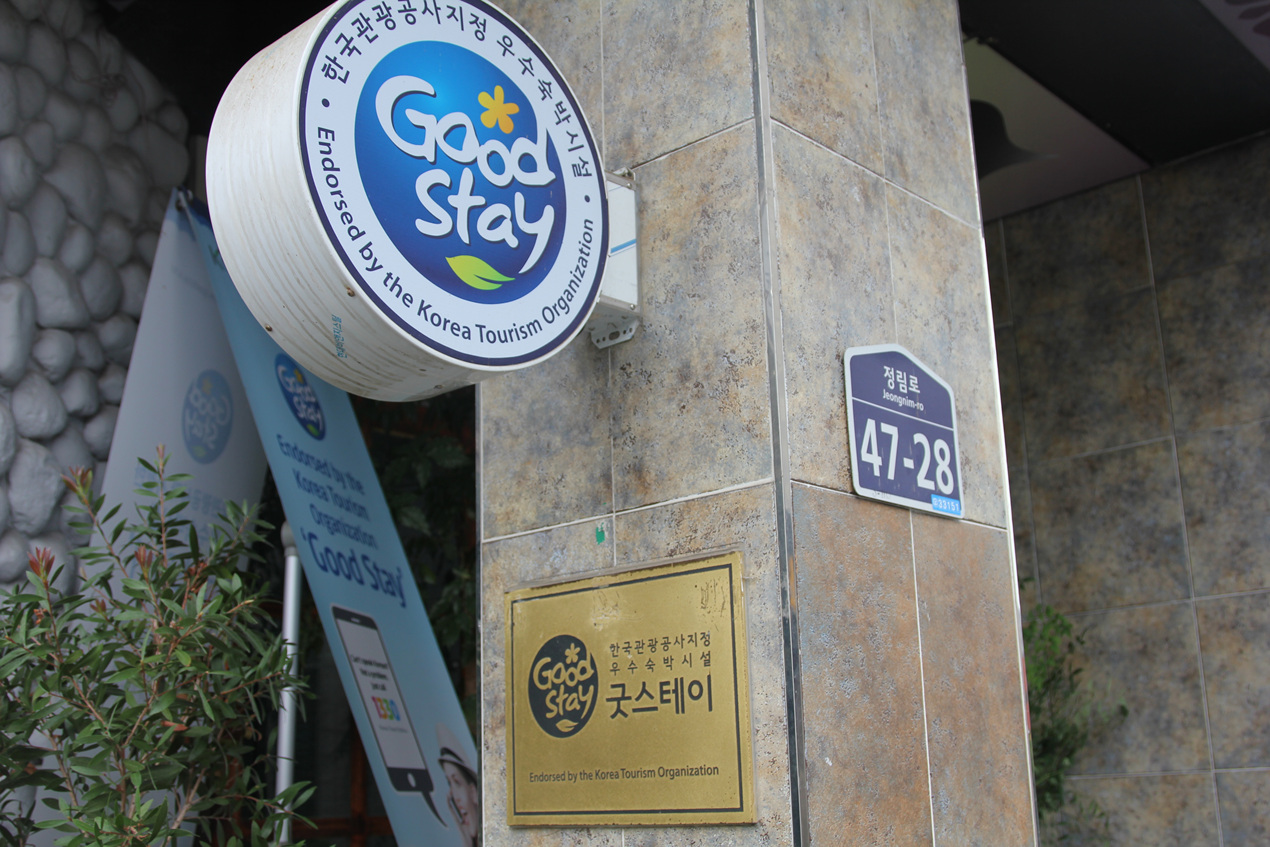 한국관광공사지정 우수숙박시설
Good
Stay
Endorsed by the Korea Tourism Organization
Good
Stay
Endorsed by the
Korea Tourism
Organization
‘Good Stay’
1330
정림로
Jeongnim-ro
47-28
Good
Stay
한국관광공사지정
우수숙박시설
굿스테이
Endorsed by the Korea Tourism Organization